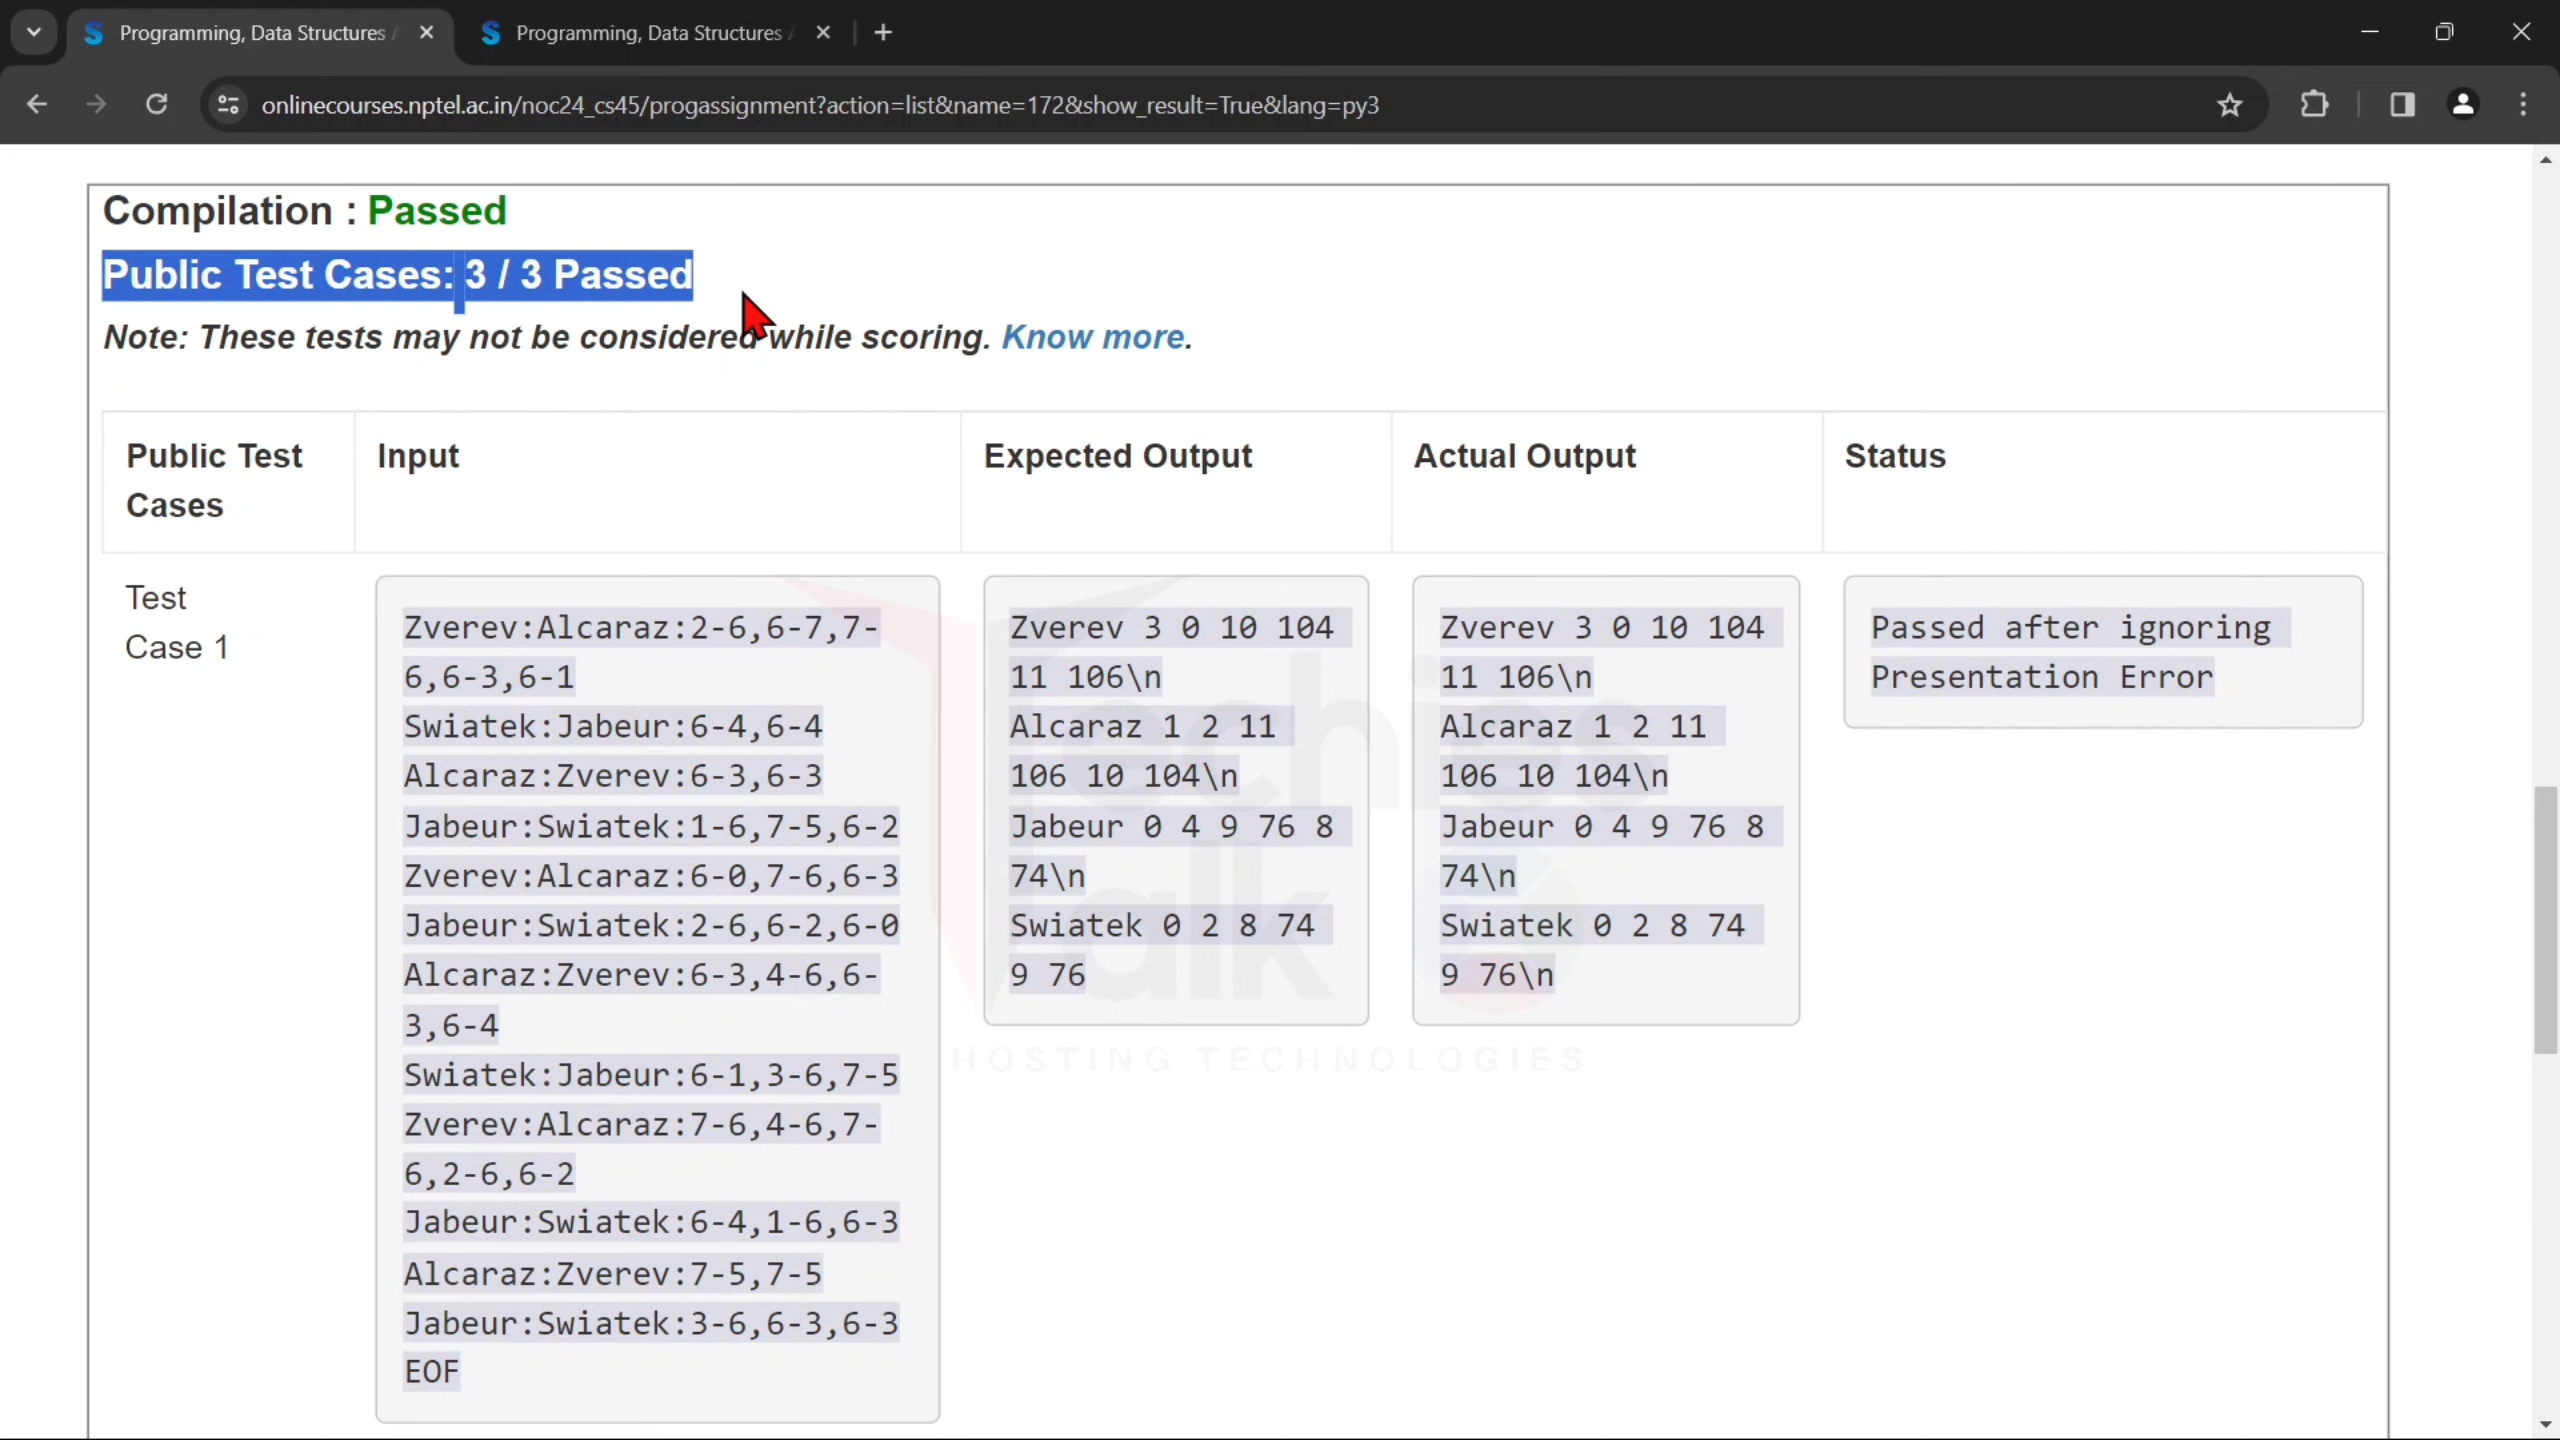 Programming, Data Structures A
Programming, Data Structures A
onlinecourses.nptel.ac.in/noc24_cs45/progassignment?action=list&name=172&show_result=True&lang=py3
Compilation : Passed
Public Test Cases: 3 / 3 Passed
Note: These tests may not be considered while scoring. Know more.
Public Test
Cases
Input
Expected Output
Actual Output
Status
Test
Case 1
Zverev:Alcaraz:2-6,6-7,7-
6,6-3,6-1
Swiatek:Jabeur:6-4,6-4
Alcaraz:Zverev:6-3,6-3
Jabeur:Swiatek:1-6,7-5,6-2
Zverev:Alcaraz:6-0,7-6,6-3
Jabeur:Swiatek:2-6,6-2,6-0
Alcaraz:Zverev:6-3,4-6,6-
3,6-4
Swiatek:Jabeur:6-1,3-6,7-5
Zverev:Alcaraz:7-6,4-6,7-
6,2-6,6-2
Jabeur:Swiatek:6-4,1-6,6-3
Alcaraz:Zverev:7-5,7-5
Jabeur:Swiatek:3-6,6-3,6-3
EOF
Zverev 3 0 10 104
11 106\n
Alcaraz 1 2 11
106 10 104\n
Jabeur 0 4 9 76 8
74\n
Swiatek 0 2 8 74
9 76
Zverev 3 0 10 104
11 106\n
Alcaraz 1 2 11
106 10 104\n
Jabeur 0 4 9 76 8
74\n
Swiatek 0 2 8 74
9 76\n
Passed after ignoring
Presentation Error
Techies
Talk
HOSTING TECHNOLOGIES